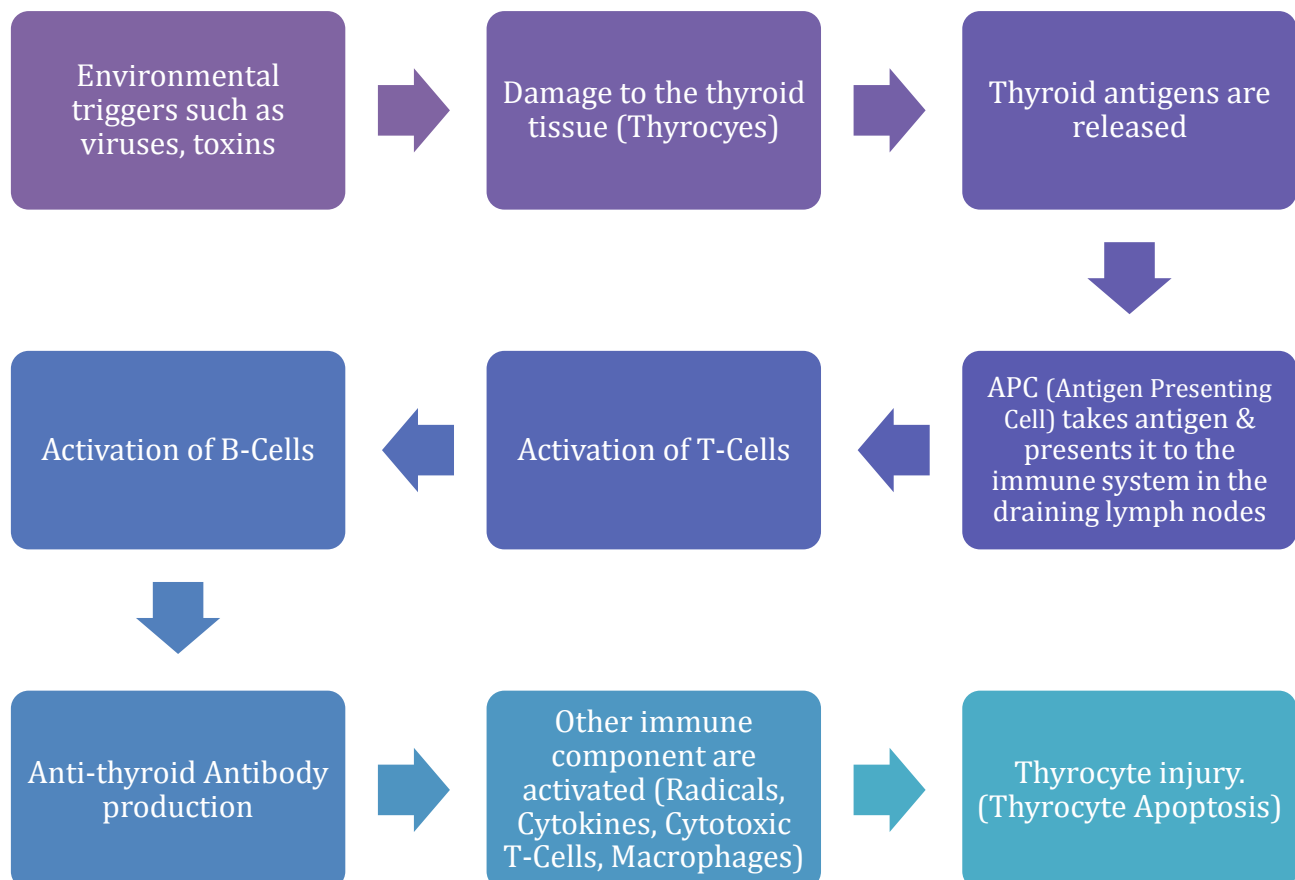 Environmental
triggers such as
viruses, toxins
Damage to the thyroid
tissue (Thyrocyes)
Thyroid antigens are
released
APC (Antigen Presenting
Cell) takes antigen &
presents it to the
immune system in the
draining lymph nodes
Activation of T-Cells
Activation of B-Cells
Anti-thyroid Antibody
production
Other immune
component are
activated (Radicals,
Cytokines, Cytotoxic
T-Cells, Macrophages)
Thyrocyte injury.
(Thyrocyte Apoptosis)